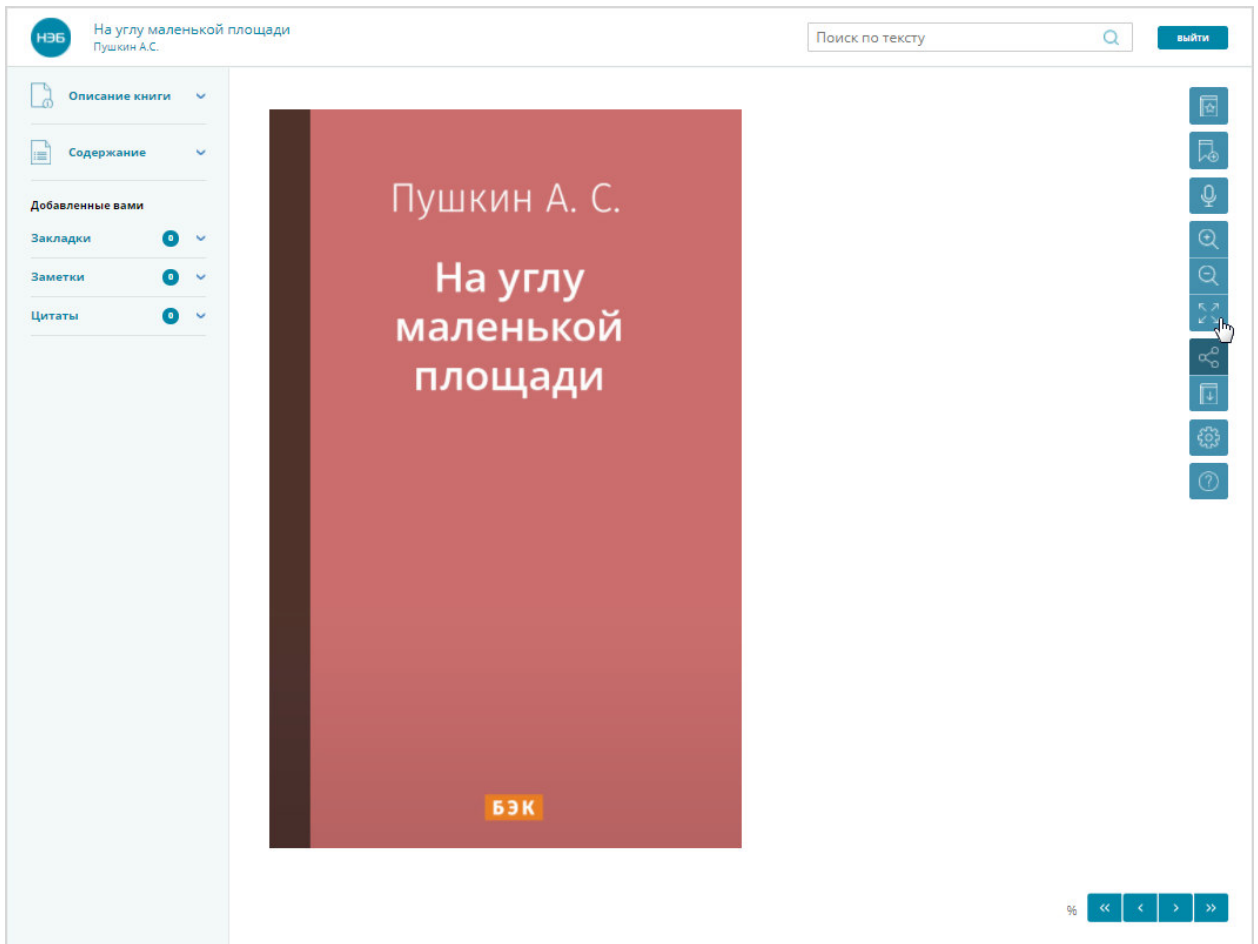 НЭБ
На углу маленькой площади
Пушкин А.С.
Поиск по тексту
выйти
Описание книги
Содержание
Добавленные вами
Закладки 0
Заметки 0
Цитаты 0
Пушкин А. С.
На углу
маленькой
площади
БЭК
%